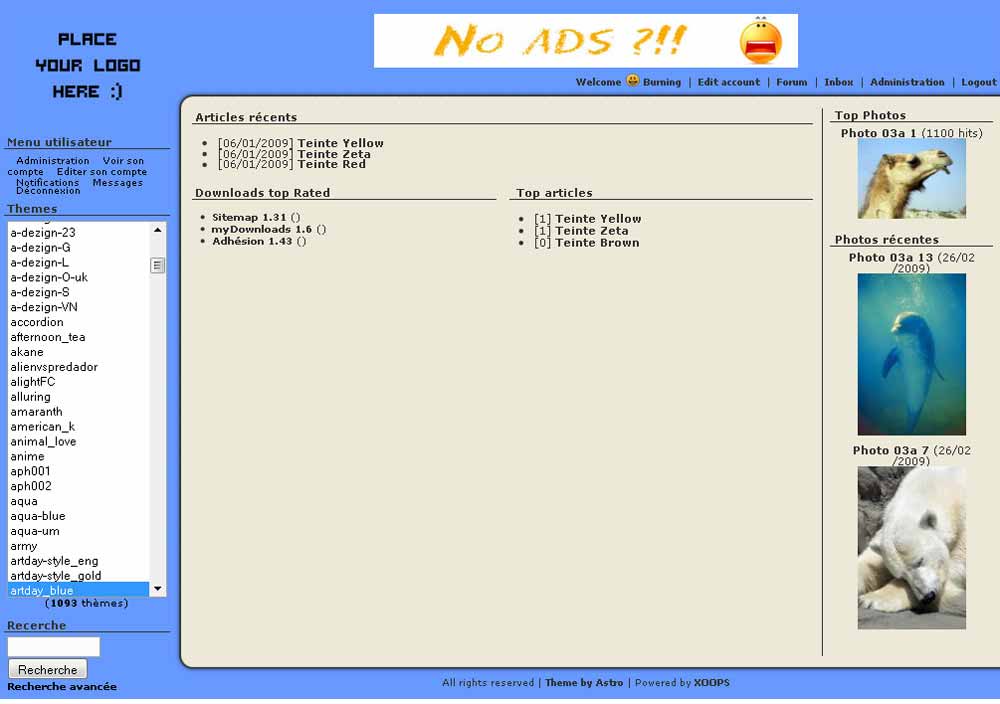 PLACE
YOUR LOGO
HERE :)
No ADS ?!!
Welcome Burning | Edit account | Forum | Inbox | Administration | Logout
Menu utilisateur
Administration Voir son
compte Editer son compte
Notifications Messages
Déconnexion
Themes
a-dezign-23
a-dezign-G
a-dezign-L
a-dezign-O-uk
a-dezign-S
a-dezign-VN
accordion
afternoon_tea
akane
alienvspredador
alightFC
alluring
amaranth
american_k
animal_love
anime
aph001
aph002
aqua
aqua-blue
aqua-um
army
artday-style_eng
artday-style_gold
artday_blue
(1093 thèmes)
Recerche
Recherche
Recherche avancée
Articles récents
[06/01/2009] Teinte Yellow
[06/01/2009] Teinte Zeta
[06/01/2009] Teinte Red
Downloads top Rated
Sitemap 1.31 ()
myDownloads 1.6 ()
Adhésion 1.43 ()
Top articles
[1] Teinte Yellow
[1] Teinte Zeta
[0] Teinte Brown
Top Photos
Photo 03a 1 (1100 hits)
Photos récentes
Photo 03a 13 (26/02
/2009)
Photo 03a 7 (26/02
/2009)
All rights reserved | Theme by Astro | Powered by XOOPS